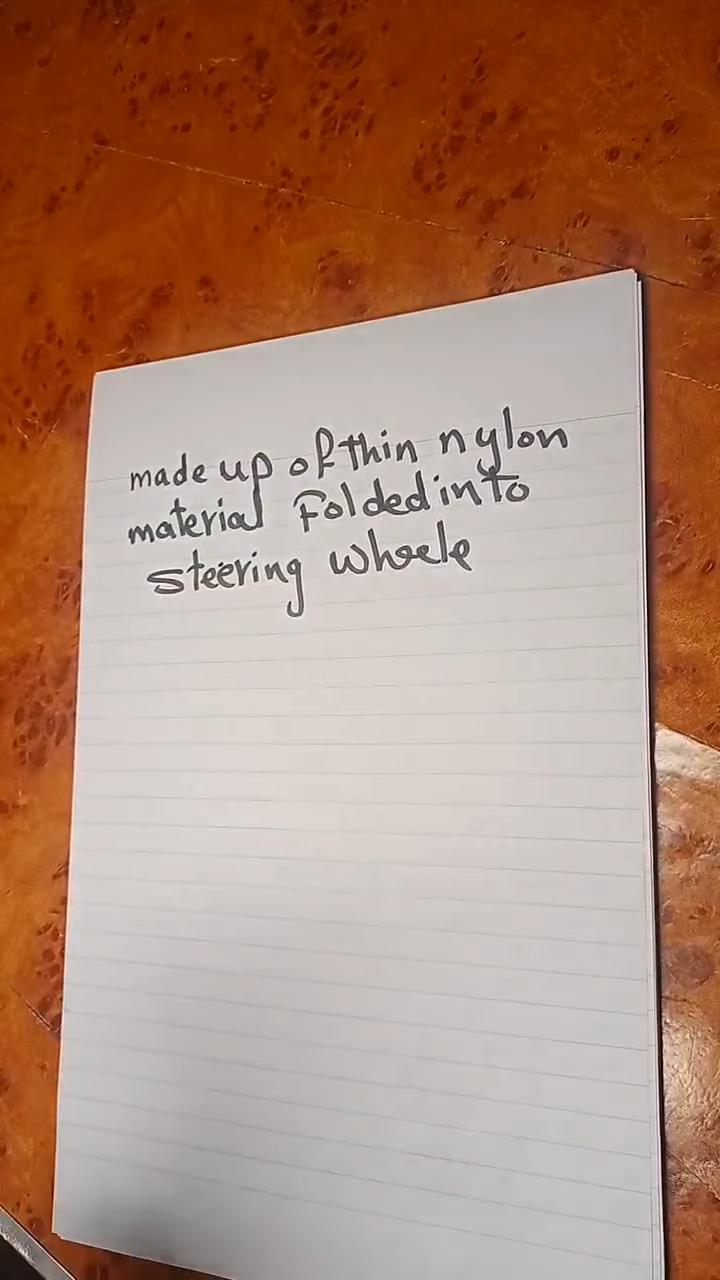 made up of thin nylon
material Folded into
steering wheele